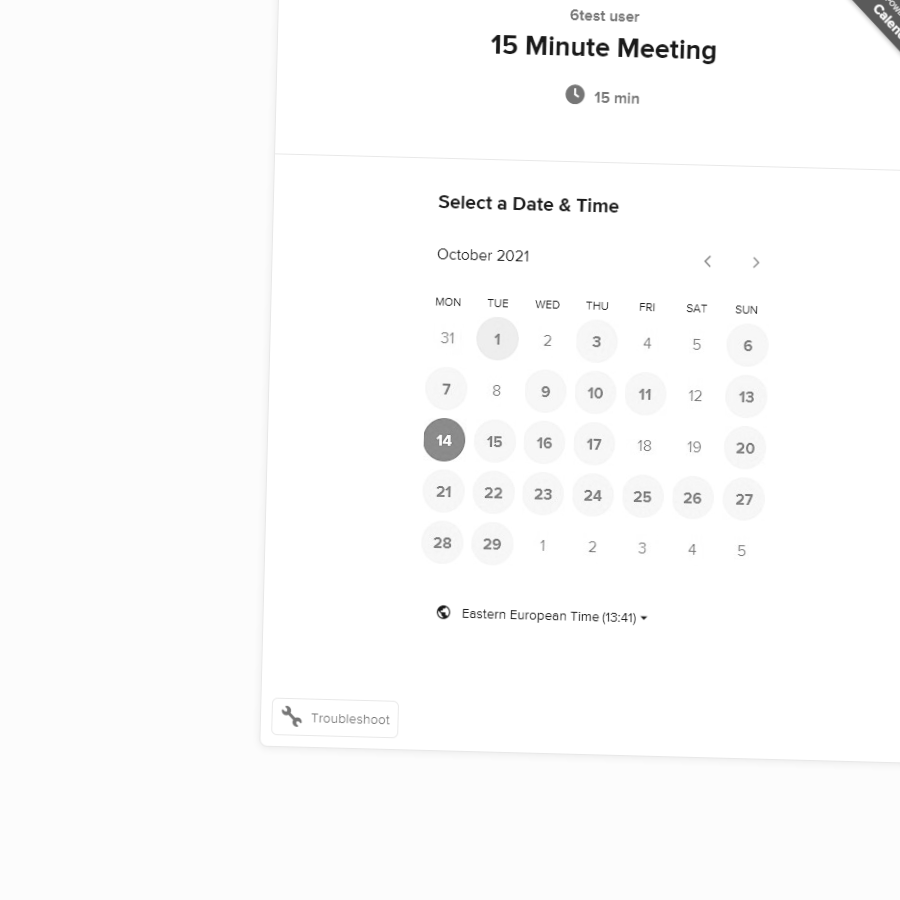 6test user
15 Minute Meeting
15 min
Select a Date & Time
October 2021
MON TUE WED THU FRI SAT SUN
31 1 2 3 4 5 6
7 8 9 10 11 12 13
14 15 16 17 18 19 20
21 22 23 24 25 26 27
28 29 1 2 3 4 5
Eastern European Time (13:41)
Troubleshoot